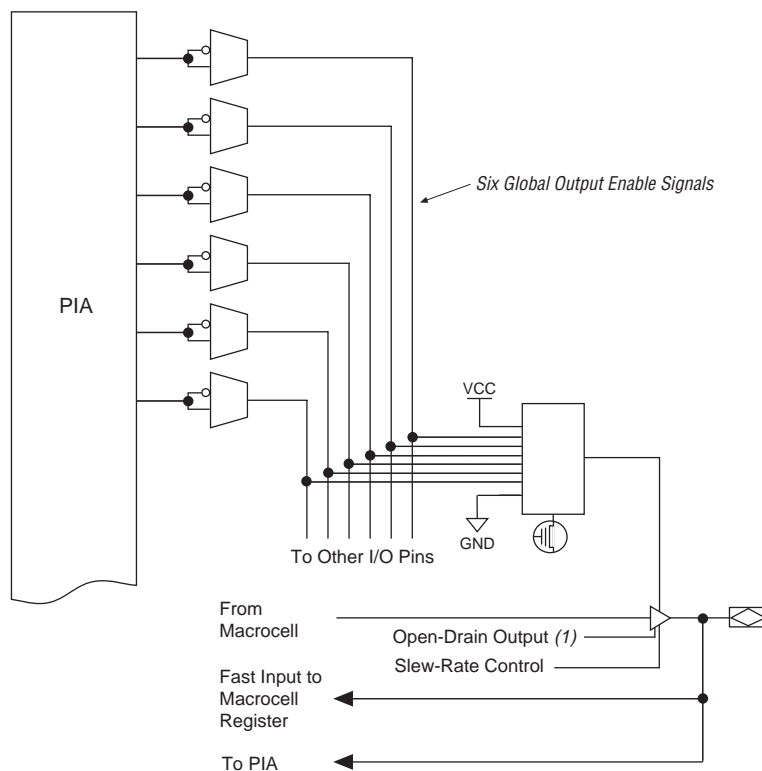 Six Global Output Enable Signals
PIA
VCC
GND
To Other I/O Pins
From
Macrocell
Open-Drain Output (1)
Slew-Rate Control
Fast Input to
Macrocell
Register
To PIA